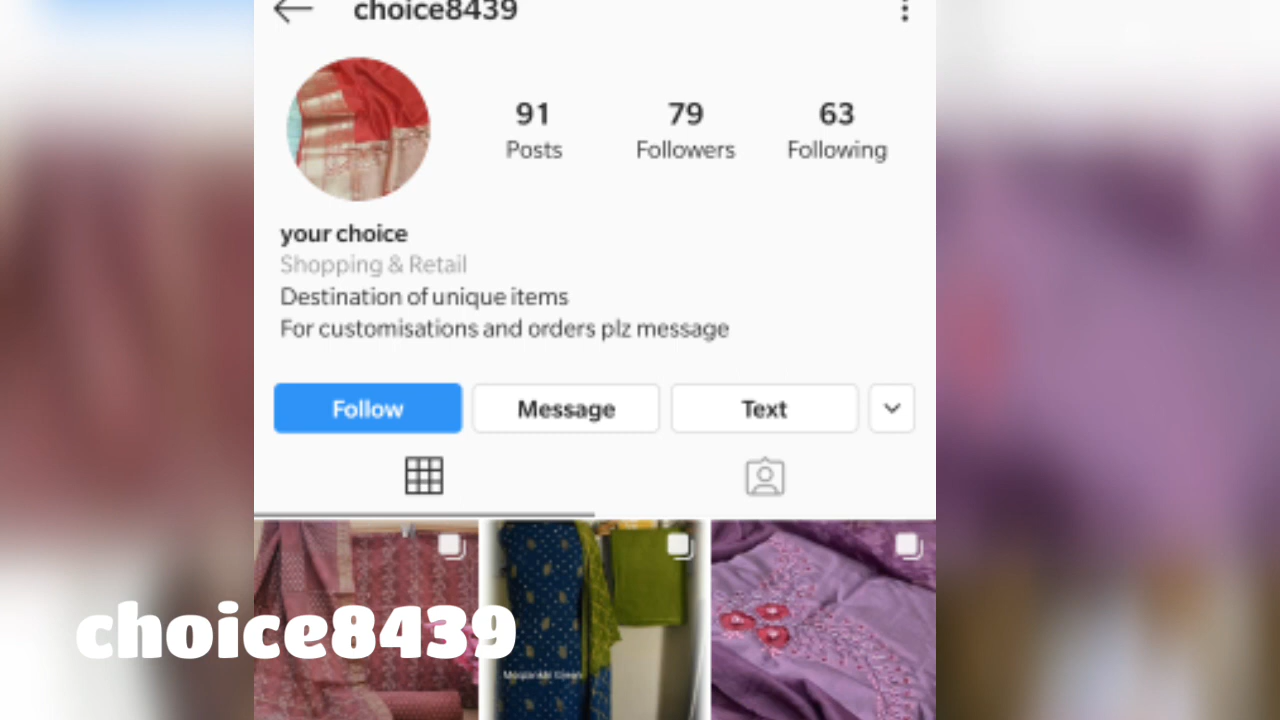 choice8439
91 79 63
Posts Followers Following
your choice
Shopping & Retail
Destination of unique items
For customisations and orders plz message
Follow Message Text
choice8439